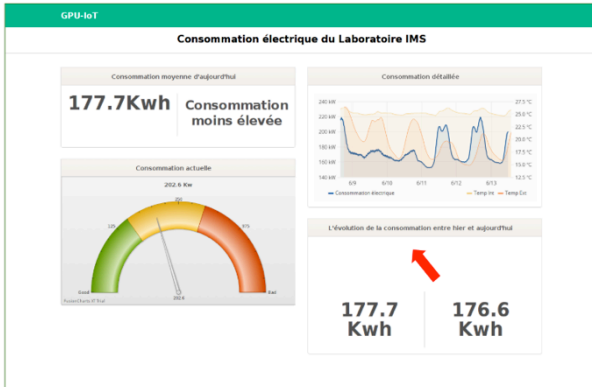 GPU-IoT
Consommation électrique du Laboratoire IMS
Consommation moyenne d'aujourd'hui
177.7Kwh
Consommation
moins élevée
Consommation détaillée
240 kW
220 kW
200 kW
180 kW
160 kW
140 kW
27.5 °C
25.0 °C
22.5 °C
20.0 °C
17.5 °C
15.0 °C
12.5 °C
6/9
6/10
6/11
6/12
6/13
Consommation électrique
Temp Int
Temp Ext
Consommation actuelle
202.6 Kw
202.6
L'évolution de la consommation entre hier et aujourd'hui
177.7
Kwh
176.6
Kwh